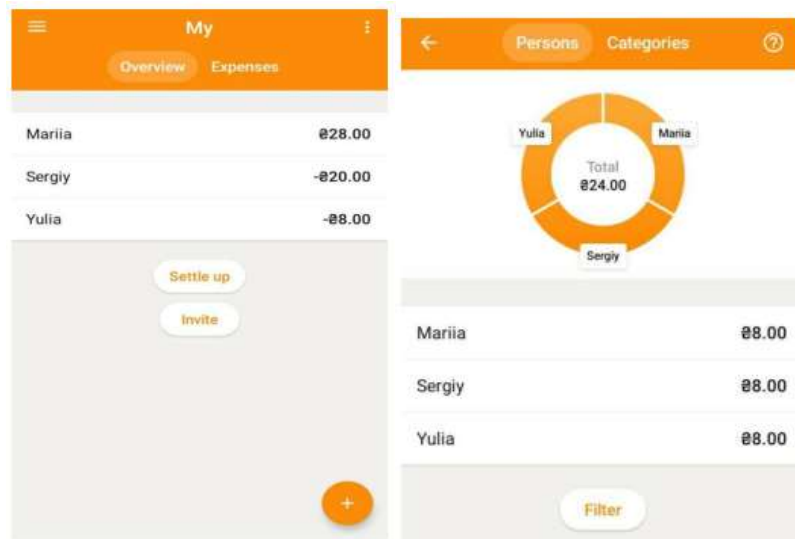 My
Overview Expenses
Mariia ₴28.00
Sergiy -₴20.00
Yulia -₴8.00
Settle up
Invite
+
Persons Categories
Yulia
Mariia
Total
₴24.00
Sergiy
Mariia ₴8.00
Sergiy ₴8.00
Yulia ₴8.00
Filter